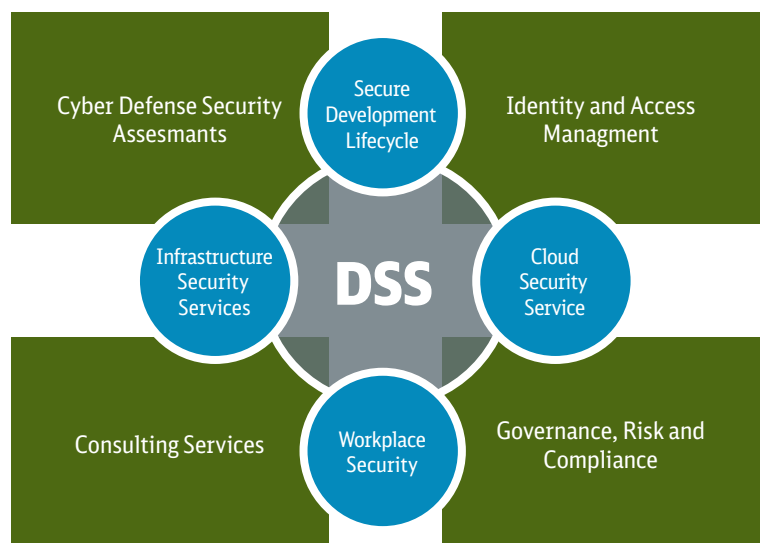 Cyber Defense Security
Assesmants
Secure
Development
Lifecycle
Identity and Access
Managment
Infrastructure
Security
Services
DSS
Cloud
Security
Service
Consulting Services
Workplace
Security
Governance, Risk and
Compliance